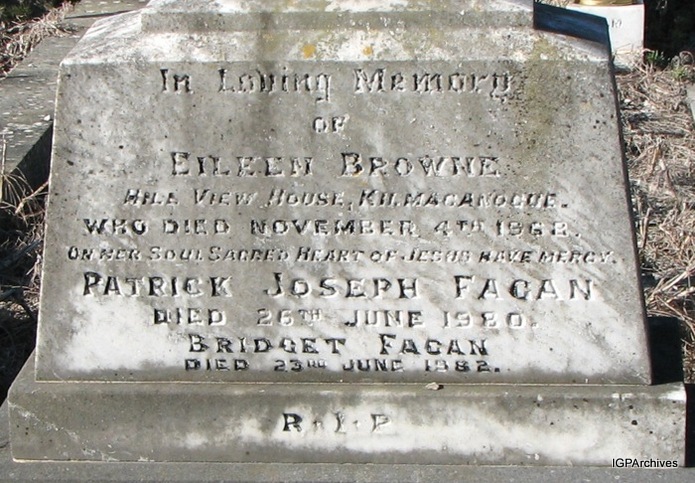 In Loving Memory
OF
EILEEN BROWNE
HILL VIEW HOUSE, KILMACANOGUE.
WHO DIED NOVEMBER 4TH 1968.
ON HER SOUL SACRED HEART OF JESUS HAVE MERCY.
PATRICK JOSEPH FAGAN
DIED 26TH JUNE 1980.
BRIDGET FAGAN
DIED 23RD JUNE 1982.
R·I·P
IGPArchives